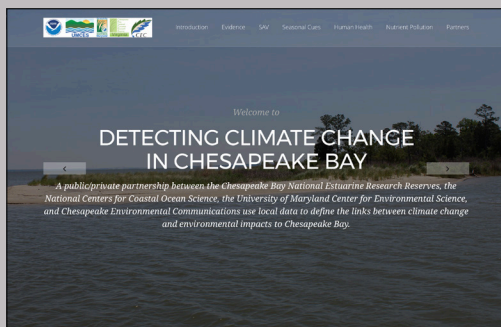 UMCES
CEC
Introduction Evidence SAV Seasonal Cues Human Health Nutrient Pollution Partners
Welcome to
DETECTING CLIMATE CHANGE
IN CHESAPEAKE BAY
A public/private partnership between the Chesapeake Bay National Estuarine Research Reserves, the
National Centers for Coastal Ocean Science, the University of Maryland Center for Environmental Science,
and Chesapeake Environmental Communications use local data to define the links between climate change
and environmental impacts to Chesapeake Bay.